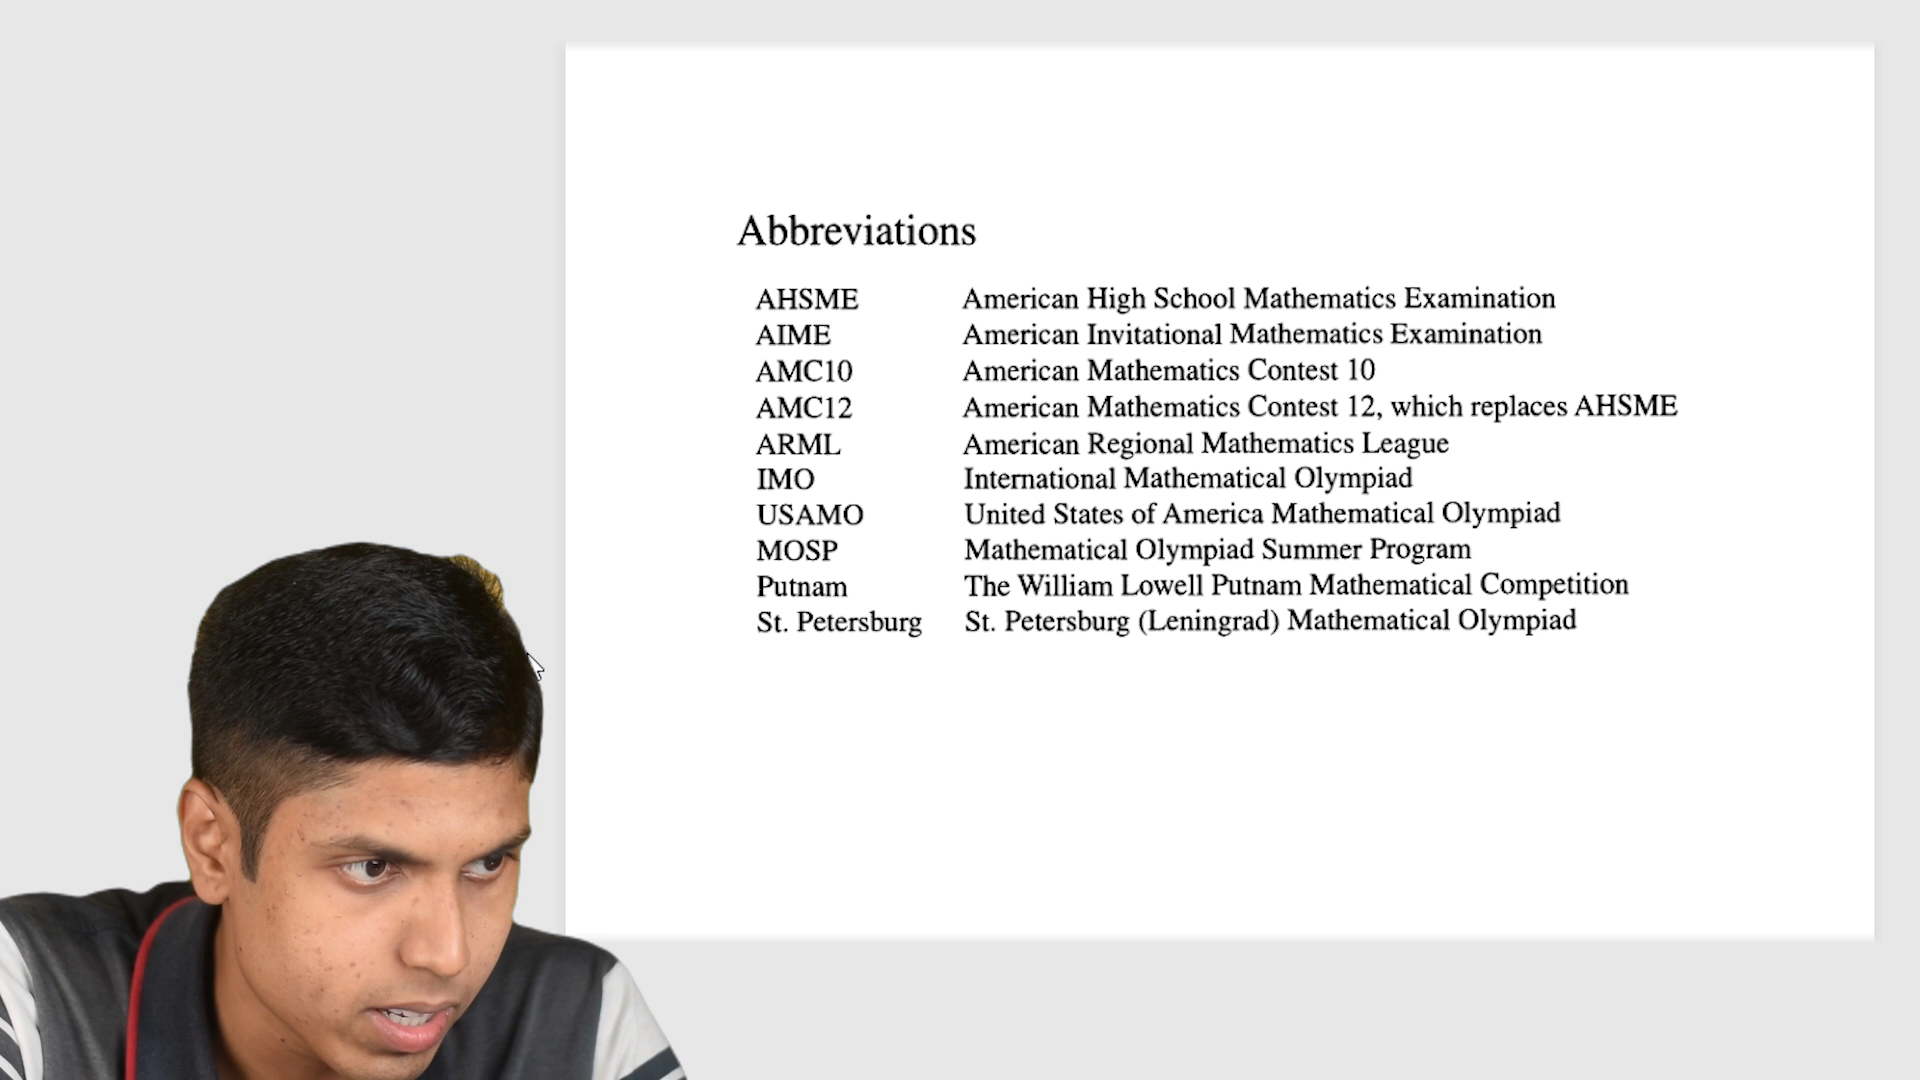 Abbreviations
AHSME American High School Mathematics Examination
AIME American Invitational Mathematics Examination
AMC10 American Mathematics Contest 10
AMC12 American Mathematics Contest 12, which replaces AHSME
ARML American Regional Mathematics League
IMO International Mathematical Olympiad
USAMO United States of America Mathematical Olympiad
MOSP Mathematical Olympiad Summer Program
Putnam The William Lowell Putnam Mathematical Competition
St. Petersburg St. Petersburg (Leningrad) Mathematical Olympiad